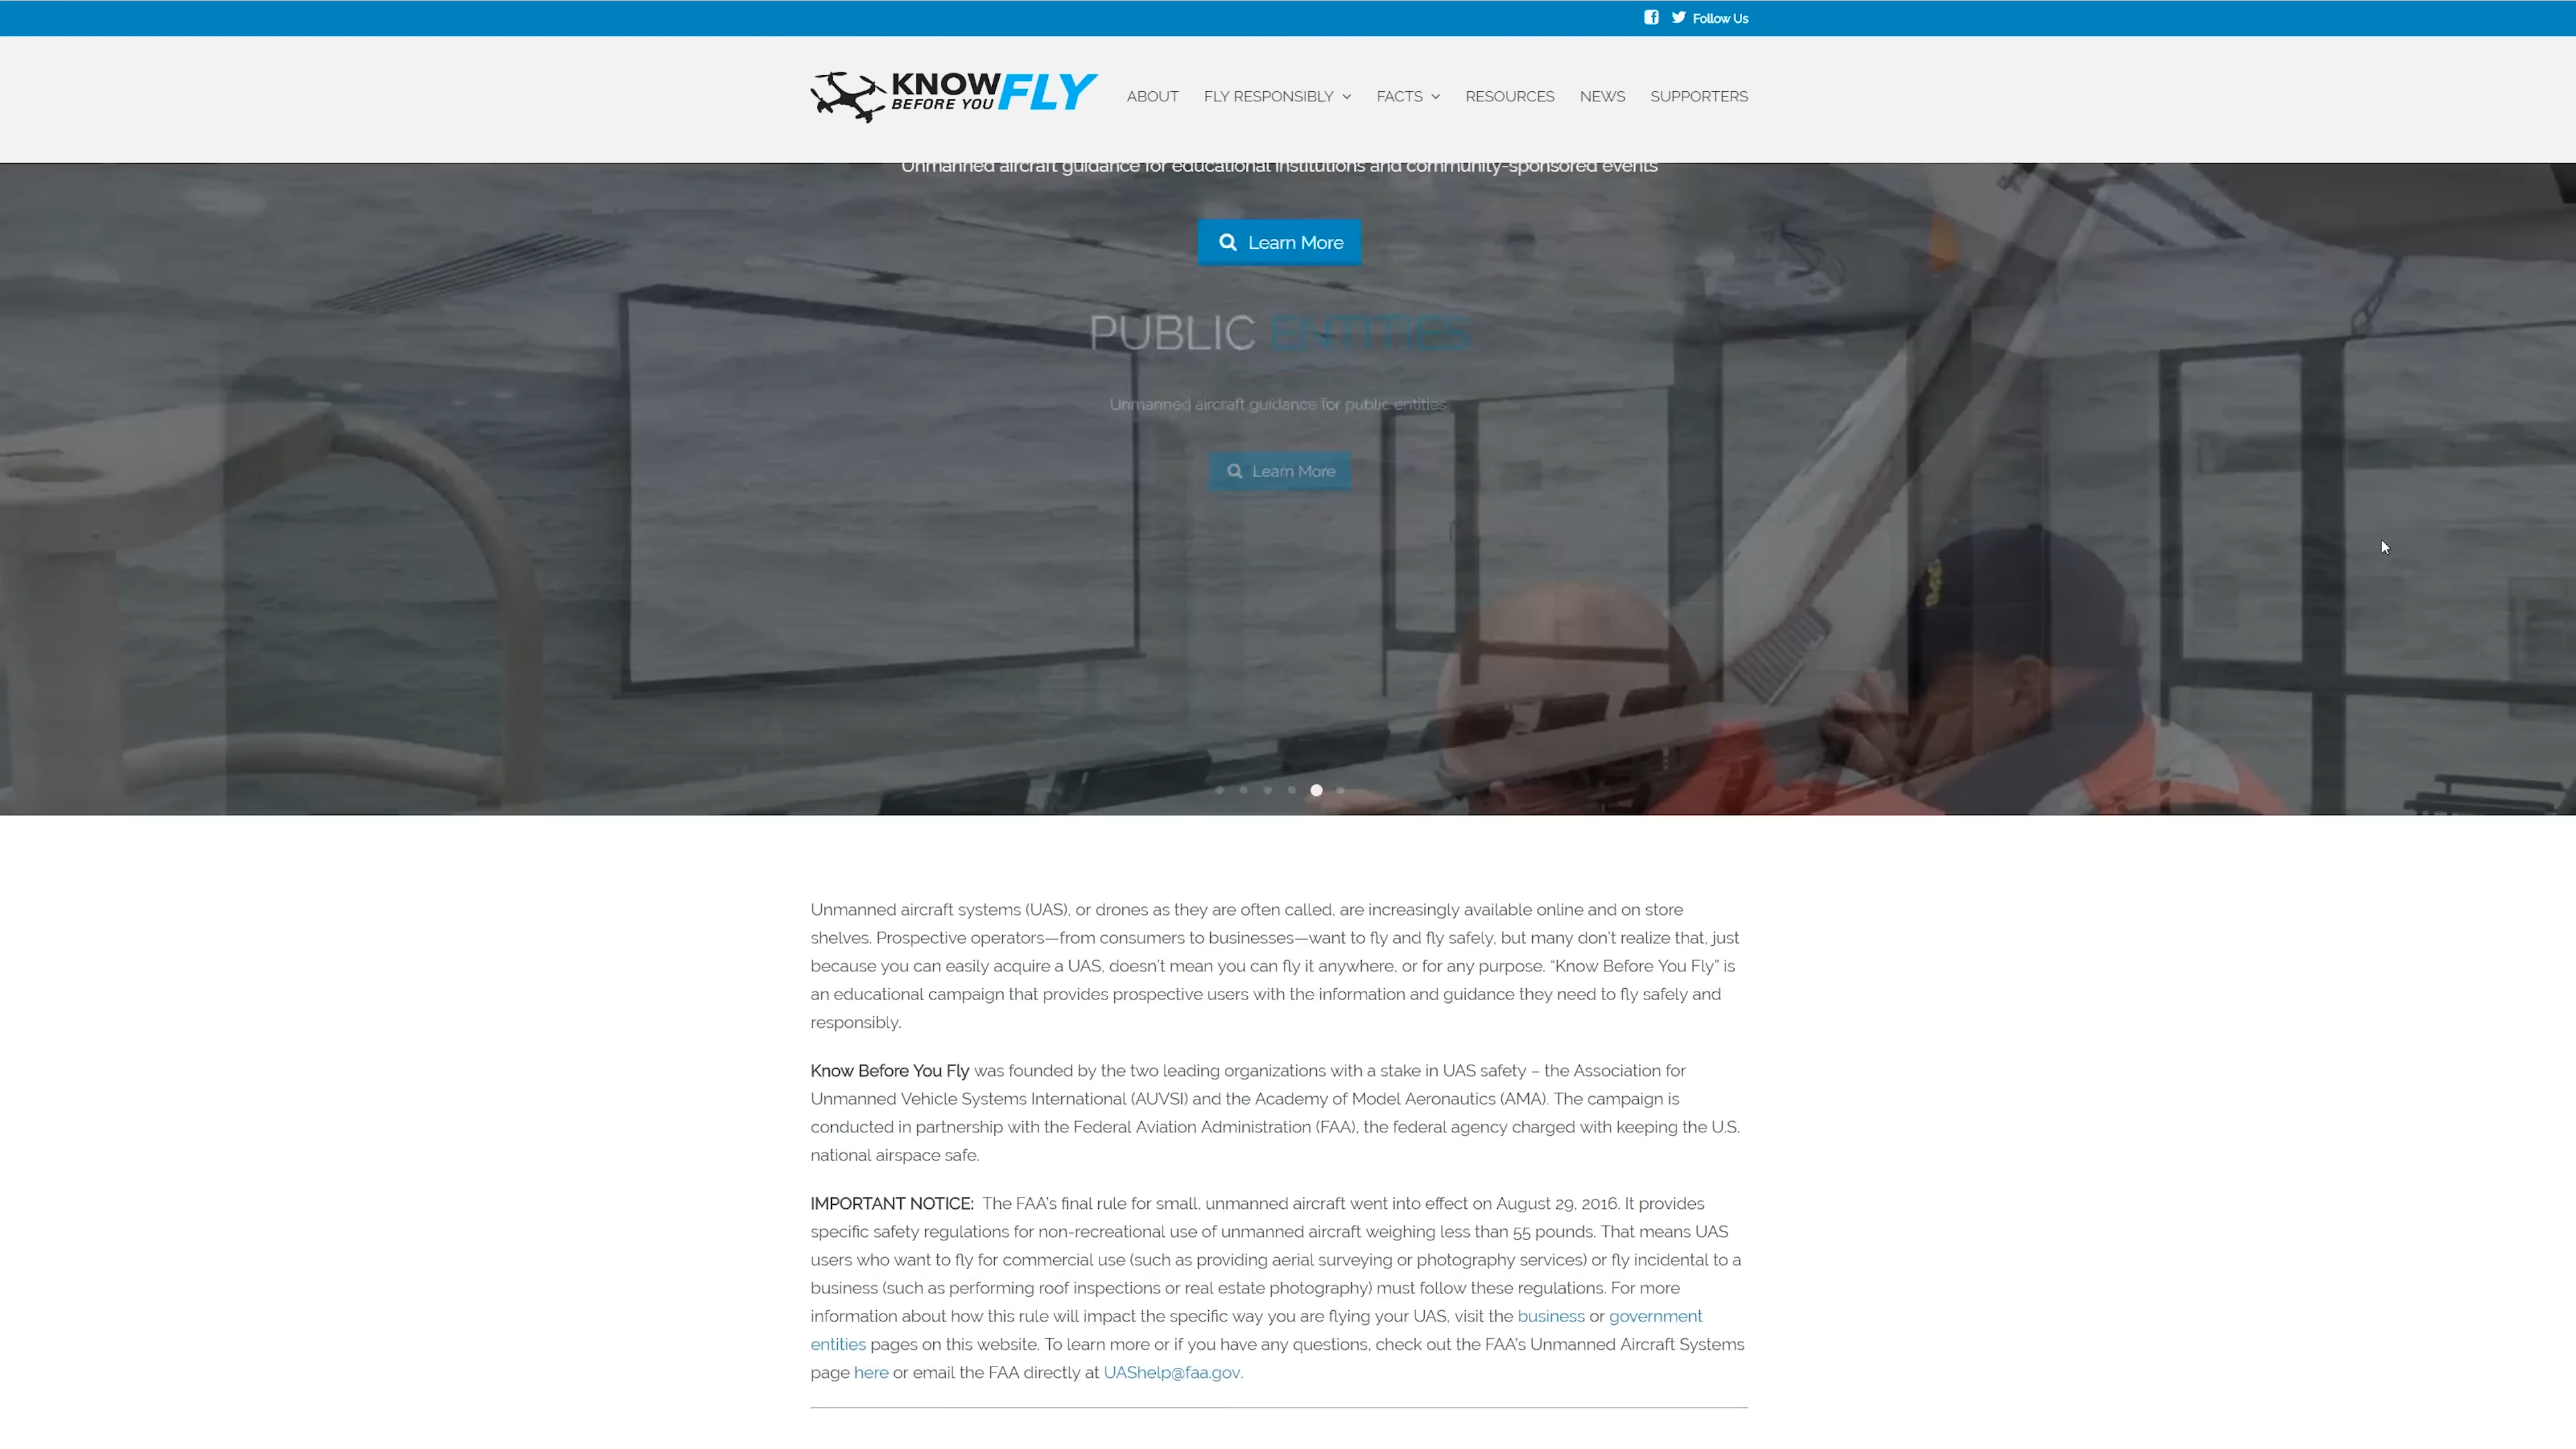 Follow Us
KNOW
BEFORE YOU FLY
ABOUT FLY RESPONSIBLY FACTS RESOURCES NEWS SUPPORTERS
Unmanned aircraft guidance for educational institutions and community-sponsored events
Learn More
PUBLIC ENTITIES
Unmanned aircraft guidance for public entities
Learn More
Unmanned aircraft systems (UAS), or drones as they are often called, are increasingly available online and on store
shelves. Prospective operators—from consumers to businesses—want to fly and fly safely, but many don't realize that, just
because you can easily acquire a UAS, doesn't mean you can fly it anywhere, or for any purpose. “Know Before You Fly” is
an educational campaign that provides prospective users with the information and guidance they need to fly safely and
responsibly.
Know Before You Fly was founded by the two leading organizations with a stake in UAS safety – the Association for
Unmanned Vehicle Systems International (AUVSI) and the Academy of Model Aeronautics (AMA). The campaign is
conducted in partnership with the Federal Aviation Administration (FAA), the federal agency charged with keeping the U.S.
national airspace safe.
IMPORTANT NOTICE: The FAA's final rule for small, unmanned aircraft went into effect on August 29, 2016. It provides
specific safety regulations for non-recreational use of unmanned aircraft weighing less than 55 pounds. That means UAS
users who want to fly for commercial use (such as providing aerial surveying or photography services) or fly incidental to a
business (such as performing roof inspections or real estate photography) must follow these regulations. For more
information about how this rule will impact the specific way you are flying your UAS, visit the business or government
entities pages on this website. To learn more or if you have any questions, check out the FAA's Unmanned Aircraft Systems
page here or email the FAA directly at UAShelp@faa.gov.